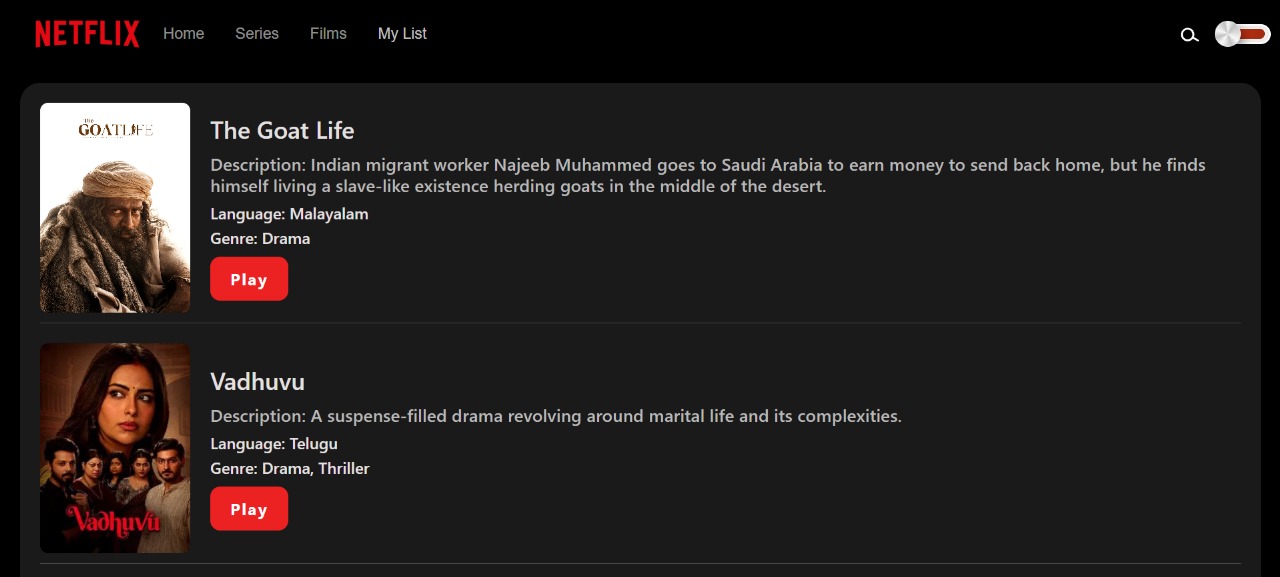 NETFLIX Home Series Films My List
The
GOAT LIFE
The Goat Life
Description: Indian migrant worker Najeeb Muhammed goes to Saudi Arabia to earn money to send back home, but he finds
himself living a slave-like existence herding goats in the middle of the desert.
Language: Malayalam
Genre: Drama
Play
Vadhuvu
Vadhuvu
Description: A suspense-filled drama revolving around marital life and its complexities.
Language: Telugu
Genre: Drama, Thriller
Play